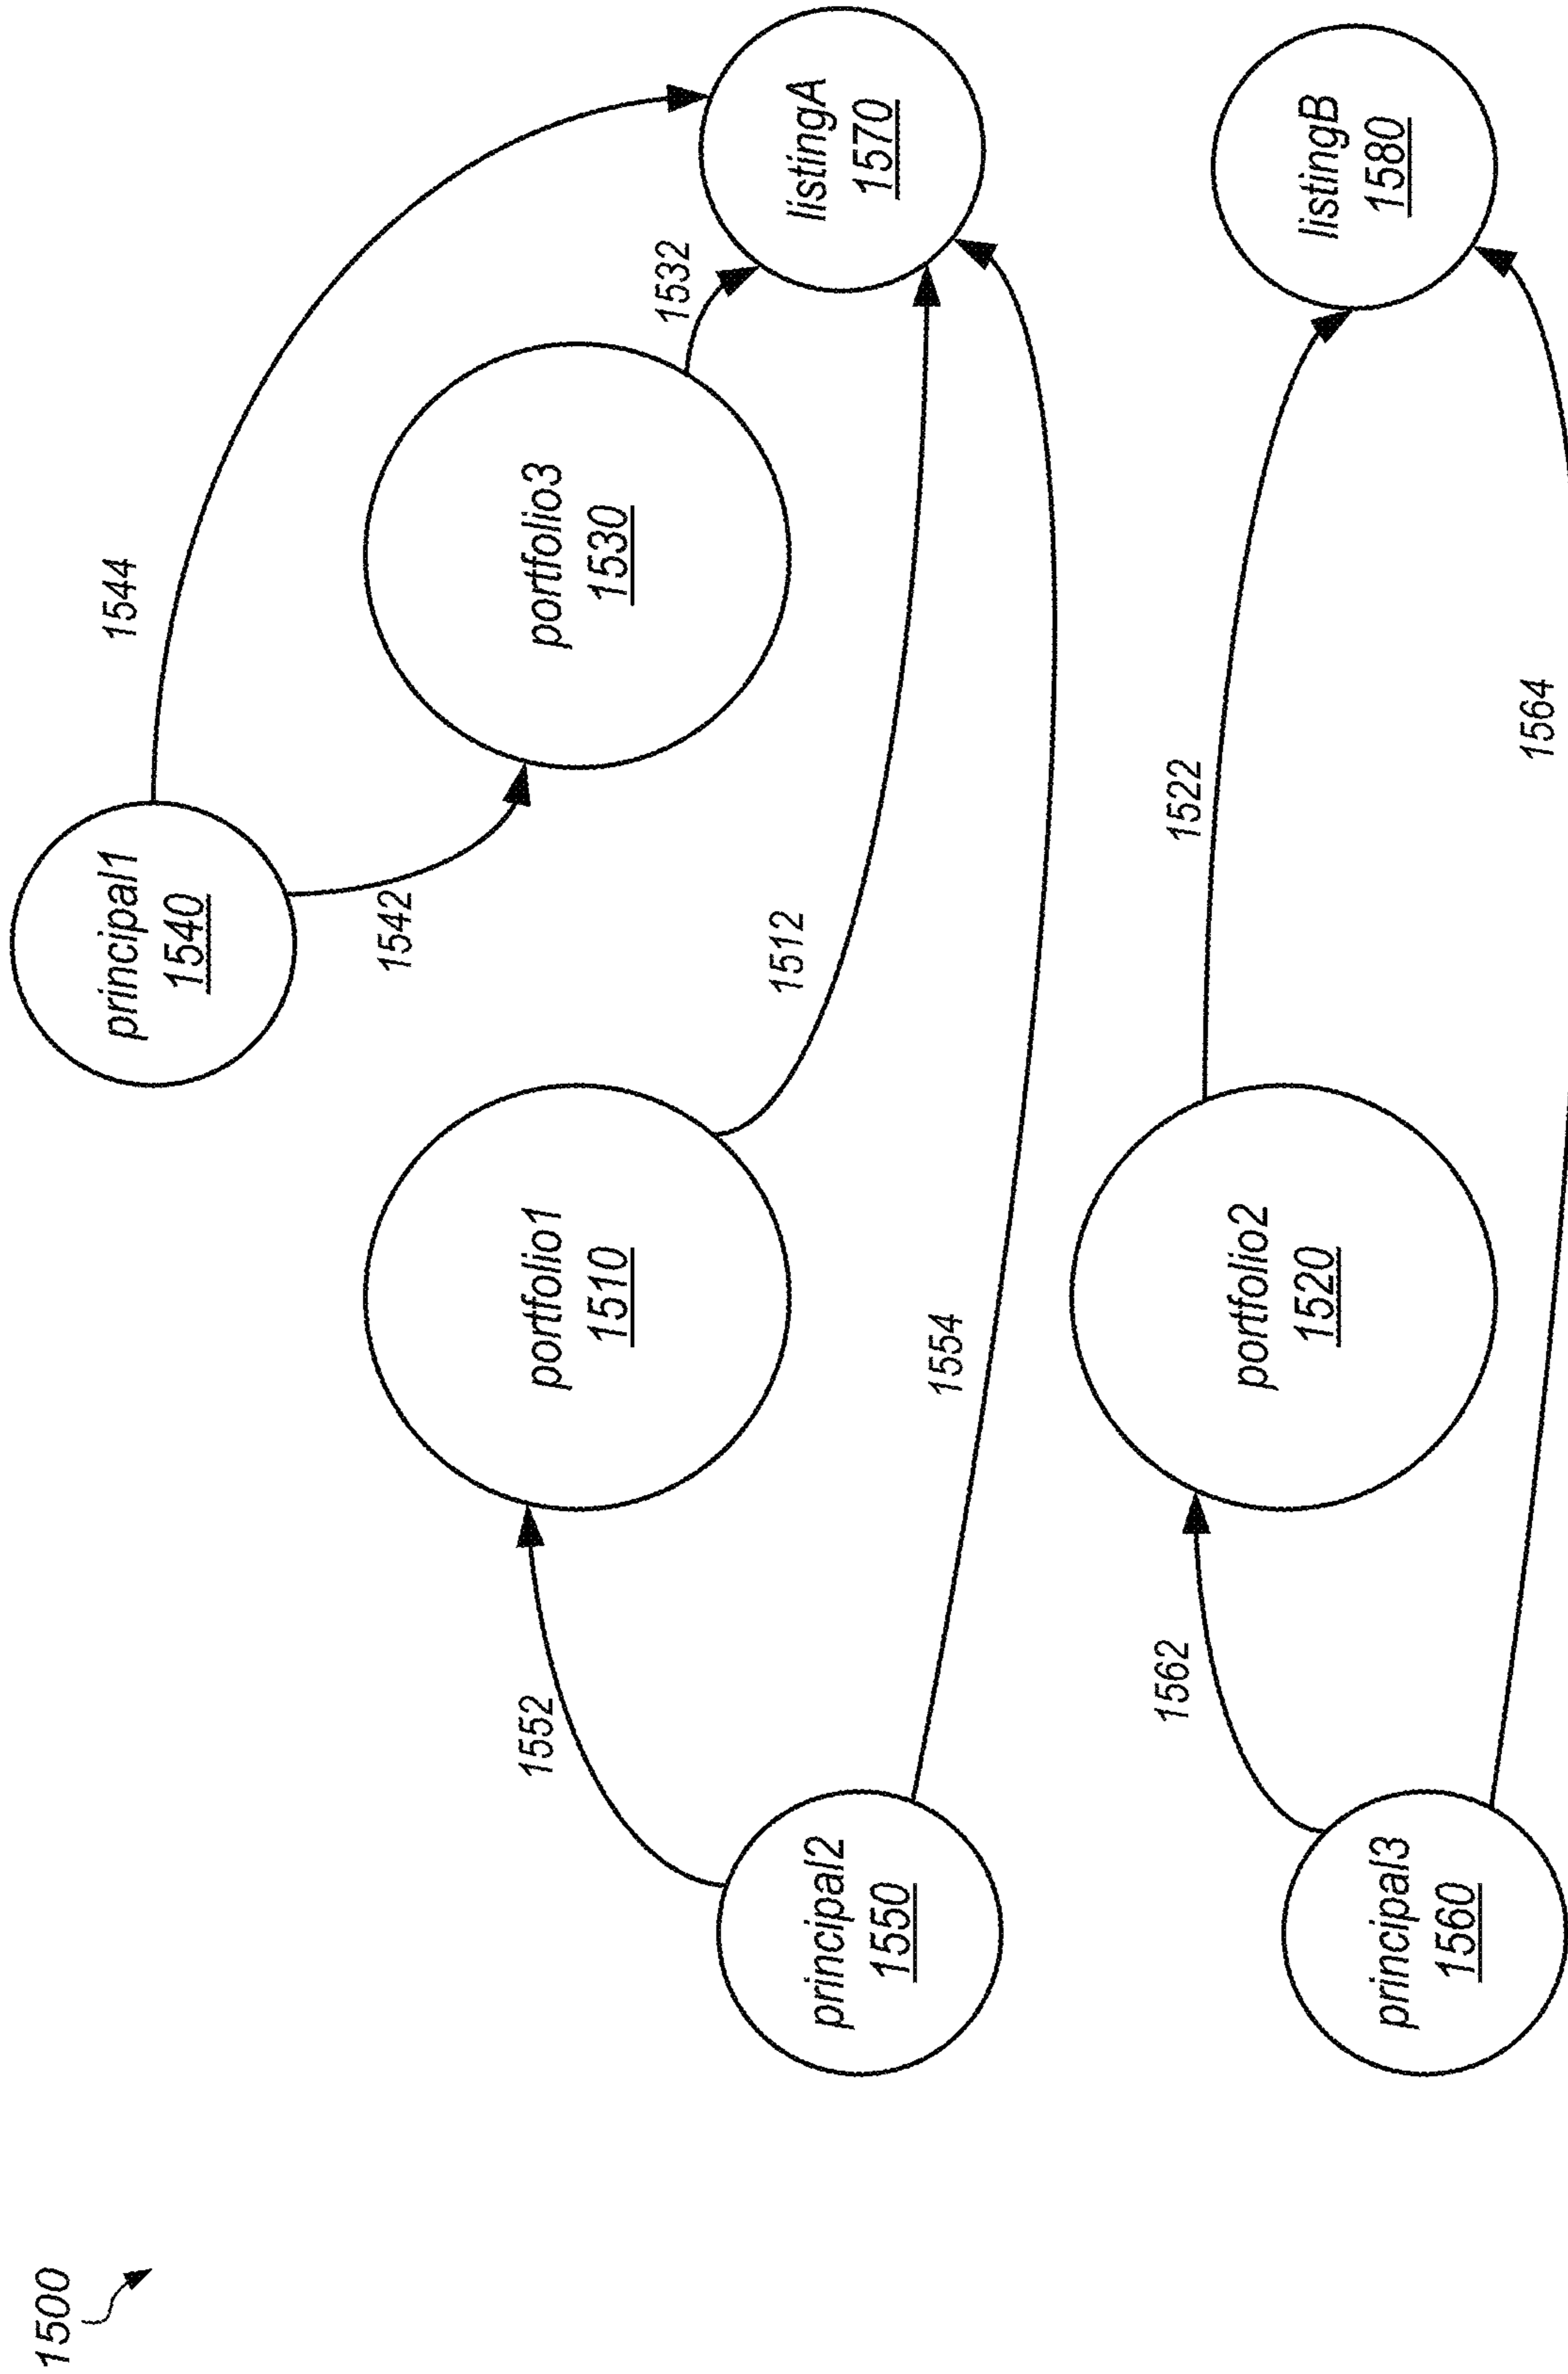 1500
principal1
1540
1544
1542
portfolio3
1530
1532
listingA
1570
portfolio1
1510
1512
1552
1554
principal2
1550
portfolio2
1520
1522
listingB
1580
1562
principal3
1560
1564